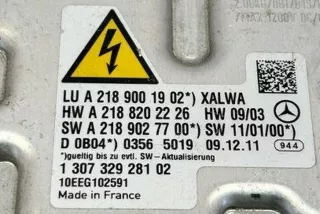 LU A 218 900 19 02*) XALWA
HW A 218 820 22 26 HW 09/03
SW A 218 902 77 00*) SW 11/01/00*)
D 0B04*) 0356 5019 09.12.11 944
*)gueltig bis zu evtl. SW-Aktualisierung
1 307 329 281 02
10EEG102591
Made in France